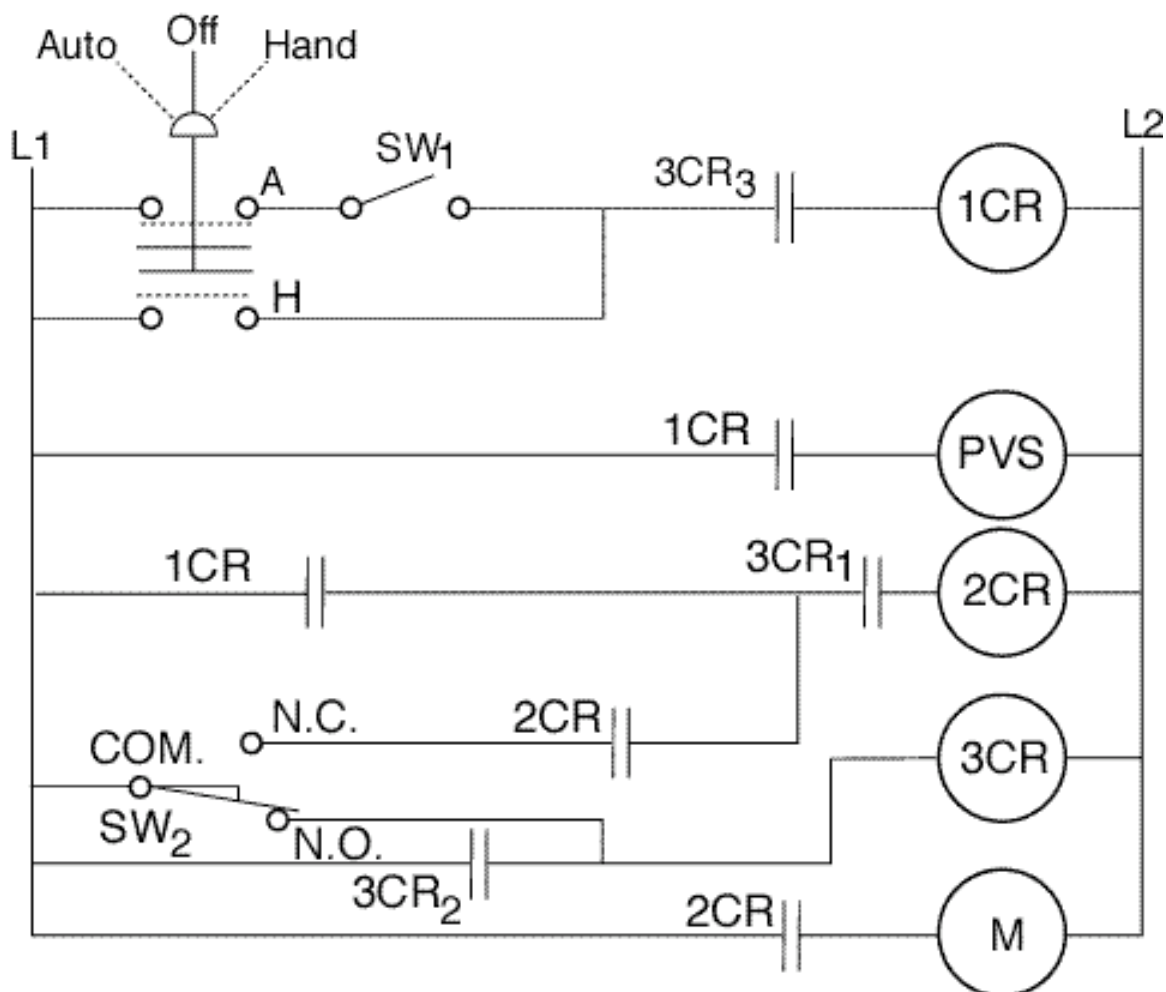 Off
Auto
Hand
L1
L2
A
SW1
3CR3
1CR
H
1CR
PVS
1CR
3CR1
2CR
N.C.
2CR
COM.
3CR
SW2
N.O.
3CR2
2CR
M